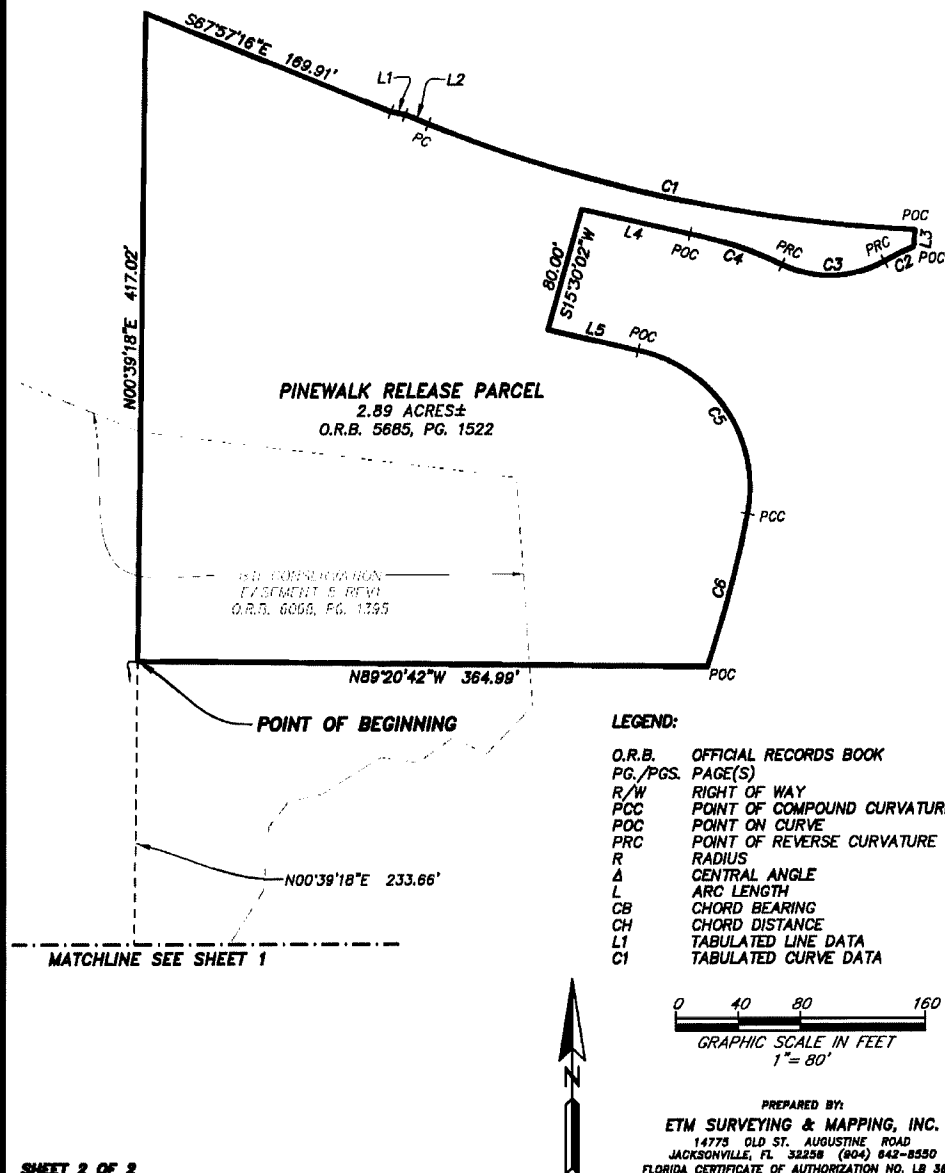 S67°57'16"E 169.91'
L1
L2
PC
C1
POC
L3
POC
C2
PRC
C3
PRC
C4
POC
L4
80.00'
S15°30'02"W
L5
POC
C5
PCC
C6
POC
N00°39'18"E 417.02'
PINEWALK RELEASE PARCEL
2.89 ACRES±
O.R.B. 5685, PG. 1522
CONSERVATION
EASEMENT
O.R.B. 6068, PG. 1395
N89°20'42"W 364.99'
POINT OF BEGINNING
N00°39'18"E 233.66'
MATCHLINE SEE SHEET 1
LEGEND:
O.R.B. OFFICIAL RECORDS BOOK
PG./PGS. PAGE(S)
R/W RIGHT OF WAY
PCC POINT OF COMPOUND CURVATURE
POC POINT ON CURVE
PRC POINT OF REVERSE CURVATURE
R RADIUS
Δ CENTRAL ANGLE
L ARC LENGTH
CB CHORD BEARING
CH CHORD DISTANCE
L1 TABULATED LINE DATA
C1 TABULATED CURVE DATA
0 40 80 160
GRAPHIC SCALE IN FEET
1"= 80'
N
PREPARED BY:
ETM SURVEYING & MAPPING, INC.
14775 OLD ST. AUGUSTINE ROAD
JACKSONVILLE, FL 32258 (904) 642-8550
FLORIDA CERTIFICATE OF AUTHORIZATION NO. LB
SHEET 2 OF 2